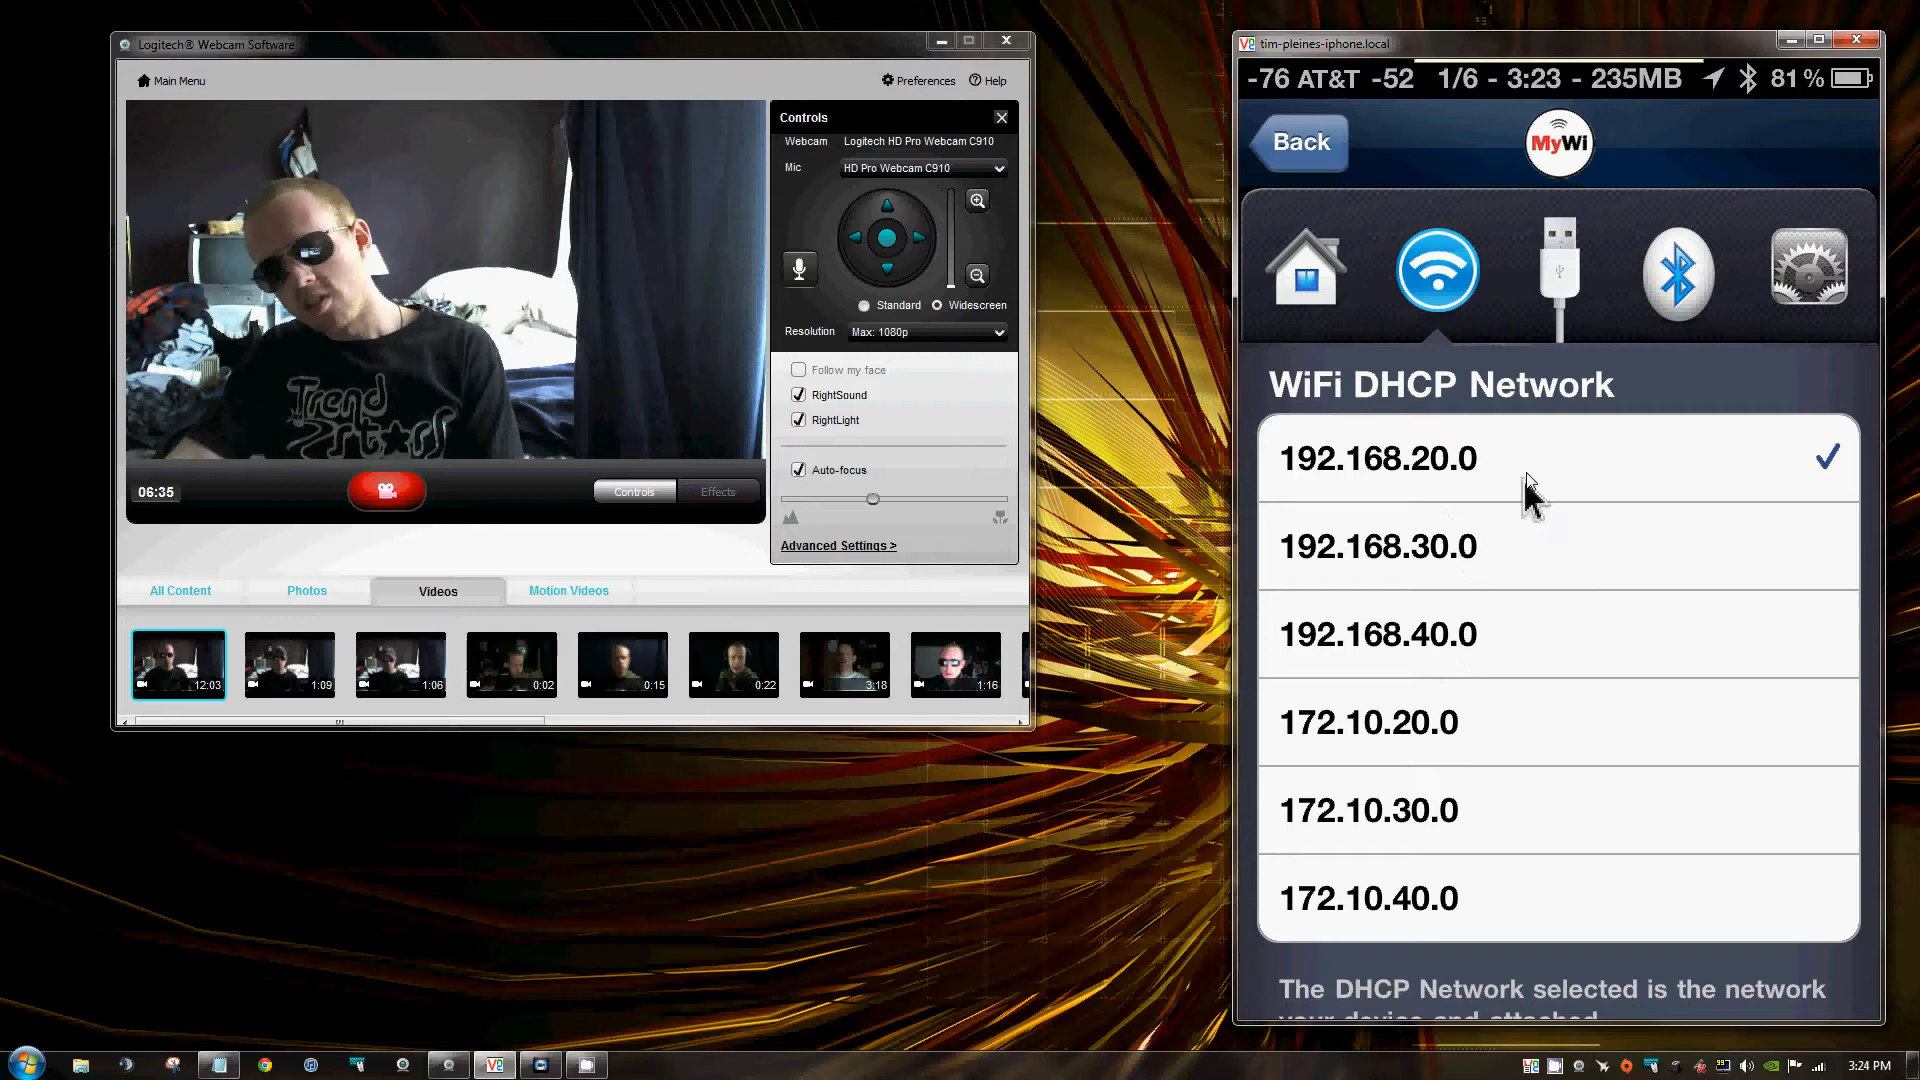 Logitech® Webcam Software
Main Menu
Preferences
Help
Controls
Webcam
Logitech HD Pro Webcam C910
Mic
HD Pro Webcam C910
Standard
Widescreen
Resolution
Max: 1080p
Follow my face
RightSound
RightLight
Auto-focus
Advanced Settings >
Trend
06:35
Controls
Effects
All Content
Photos
Videos
Motion Videos
12:03
1:09
1:06
0:02
0:15
0:22
3:18
1:16
tim-pleines-iphone.local
-76 AT&T -52 1/6 - 3:23 - 235MB 81%
Back
MyWi
WiFi DHCP Network
192.168.20.0
192.168.30.0
192.168.40.0
172.10.20.0
172.10.30.0
172.10.40.0
The DHCP Network selected is the network
your device and attached
3:24 PM